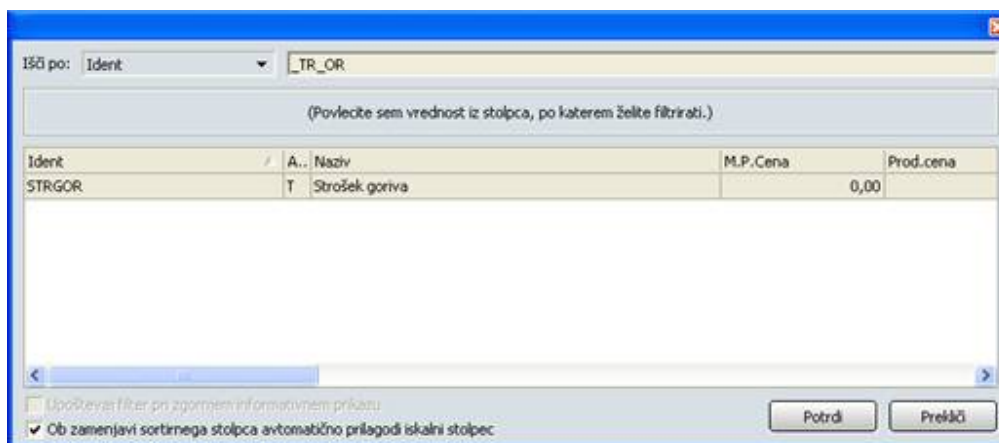 Išči po: Ident _TR_OR
(Povlecite sem vrednost iz stolpca, po katerem želite filtrirati.)
Ident A.. Naziv M.P.Cena Prod.cena
STRGOR T Strošek goriva 0,00
Upoštevaj filter pri zgornjem informativnem prikazu
Ob zamenjavi sortirnega stolpca avtomatično prilagodi iskalni stolpec
Potrdi Prekliči